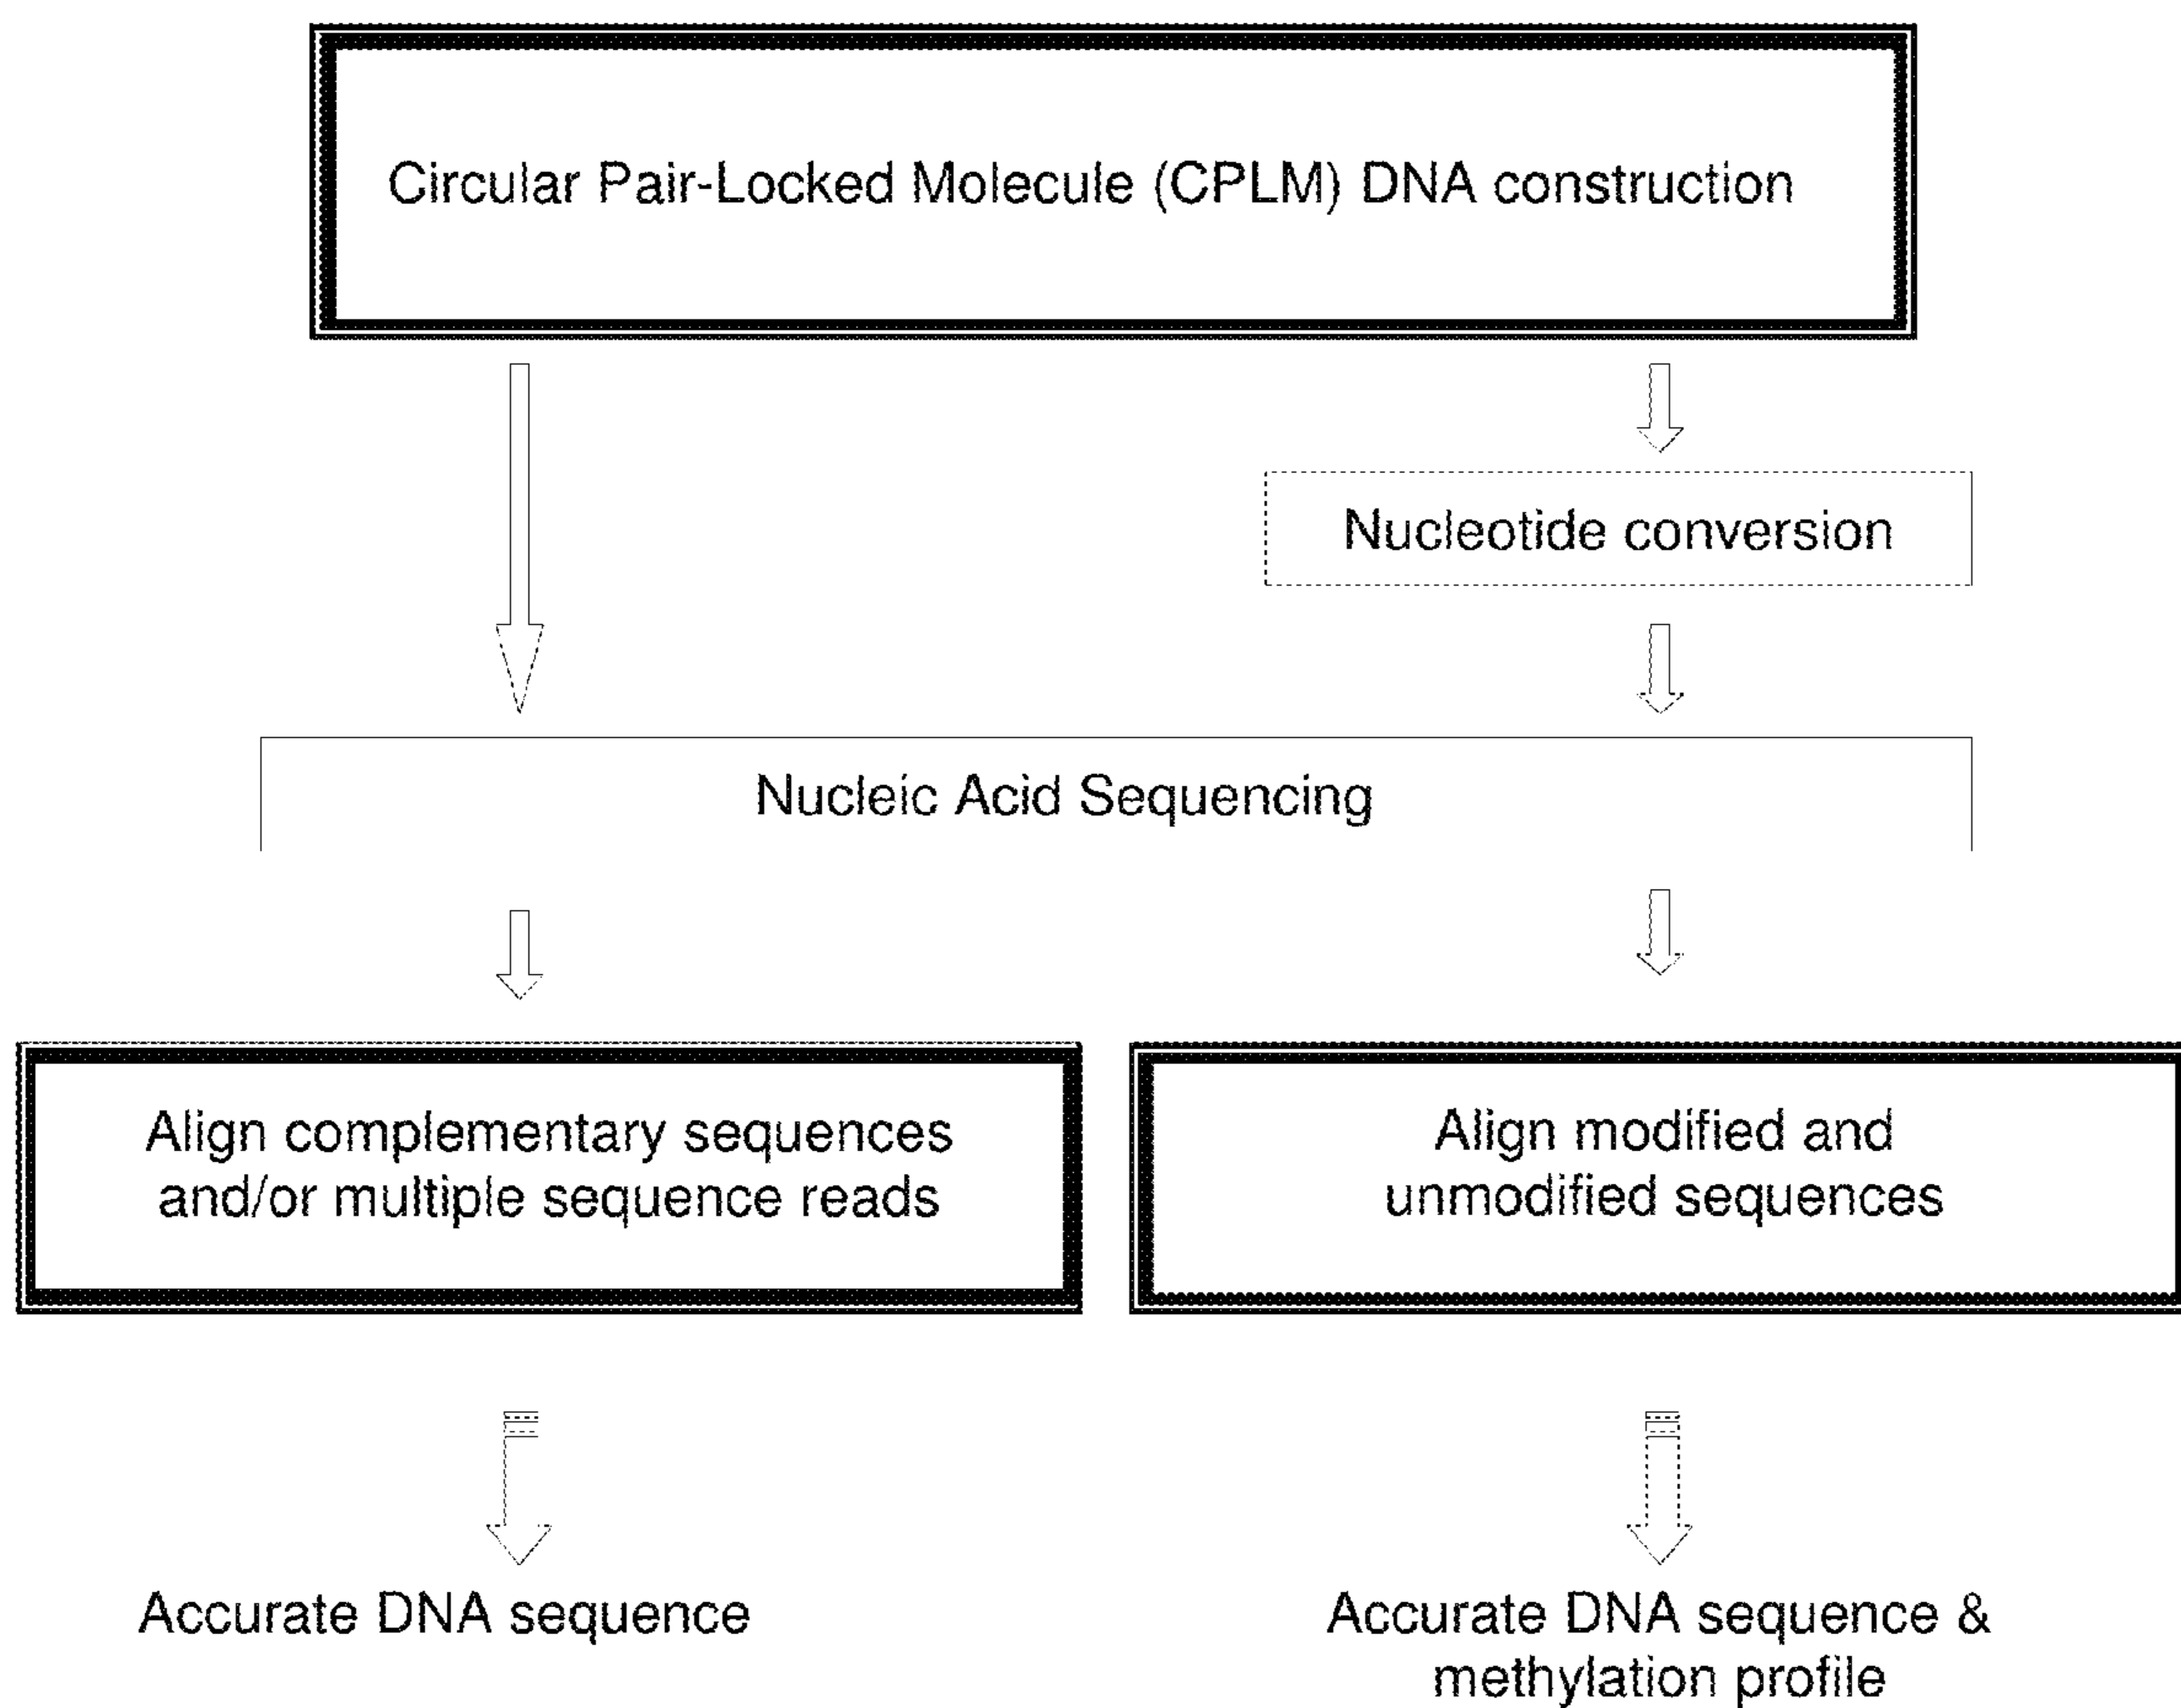 Circular Pair-Locked Molecule (CPLM) DNA construction
Nucleotide conversion
Nucleic Acid Sequencing
Align complementary sequences
and/or multiple sequence reads
Align modified and
unmodified sequences
Accurate DNA sequence
Accurate DNA sequence &
methylation profile